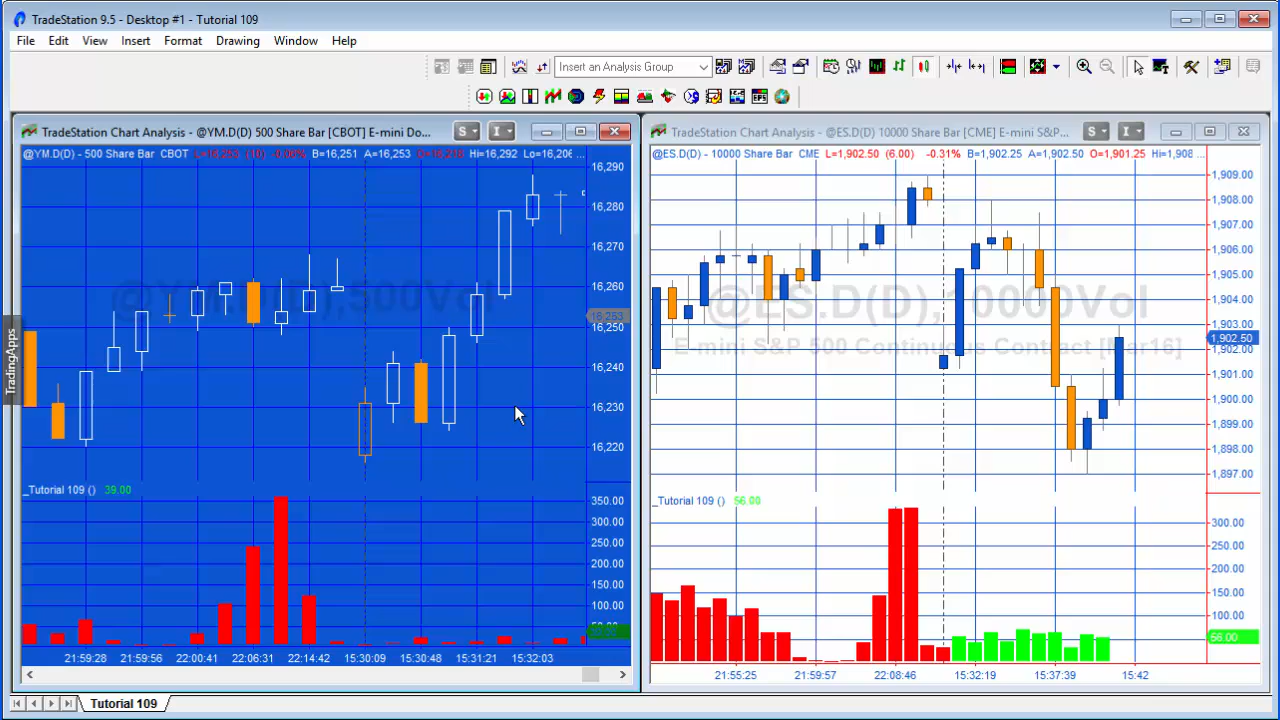 TradeStation 9.5 - Desktop #1 - Tutorial 109
File Edit View Insert Format Drawing Window Help
Insert an Analysis Group
TradeStation Chart Analysis - @YM.D(D) 500 Share Bar [CBOT] E-mini Do...
S I
@YM.D(D) - 500 Share Bar CBOT L=16,253 (10) -0.06% B=16,251 A=16,253 O=16,218 Hi=16,292 Lo=16,206 ...
16,290
16,280
16,270
16,260
16,253
16,250
16,240
16,230
16,220
@YM.D(D),500Vol
TradingApps
_Tutorial 109 () 39.00
350.00
300.00
250.00
200.00
150.00
100.00
50.00
21:59:28 21:59:56 22:00:41 22:06:31 22:14:42 15:30:09 15:30:48 15:31:21 15:32:03
TradeStation Chart Analysis - @ES.D(D) 10000 Share Bar [CME] E-mini S&P...
S I
@ES.D(D) - 10000 Share Bar CME L=1,902.50 (6.00) -0.31% B=1,902.25 A=1,902.50 O=1,901.25 Hi=1,908 ...
1,909.00
1,908.00
1,907.00
1,906.00
1,905.00
1,904.00
1,903.00
1,902.50
1,902.00
1,901.00
1,900.00
1,899.00
1,898.00
1,897.00
@ES.D(D),10000Vol
E-mini S&P 500 Continuous Contract [Mar16]
_Tutorial 109 () 56.00
300.00
250.00
200.00
150.00
100.00
56.00
21:55:25 21:59:57 22:08:46 15:32:19 15:37:39 15:42
Tutorial 109